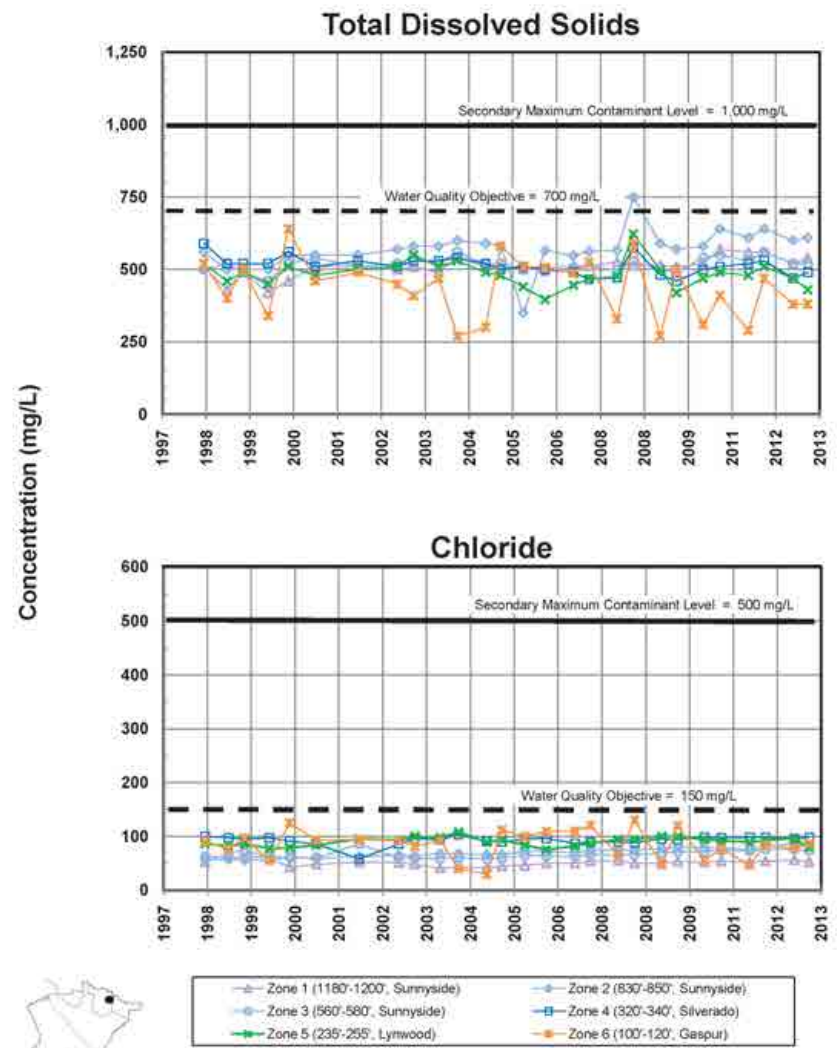 Total Dissolved Solids
1,250
1,000
750
500
250
0
Secondary Maximum Contaminant Level = 1,000 mg/L
Water Quality Objective = 700 mg/L
1997 1998 1999 2000 2001 2002 2003 2004 2005 2006 2007 2008 2009 2010 2011 2012 2013
Concentration (mg/L)
Chloride
600
500
400
300
200
100
0
Secondary Maximum Contaminant Level = 500 mg/L
Water Quality Objective = 150 mg/L
1997 1998 1999 2000 2001 2002 2003 2004 2005 2006 2007 2008 2009 2010 2011 2012 2013
Zone 1 (1180'-1200', Sunnyside) Zone 2 (830'-850', Sunnyside)
Zone 3 (560'-580', Sunnyside) Zone 4 (320'-340', Silverado)
Zone 5 (235'-255', Lynwood) Zone 6 (100'-120', Gaspur)